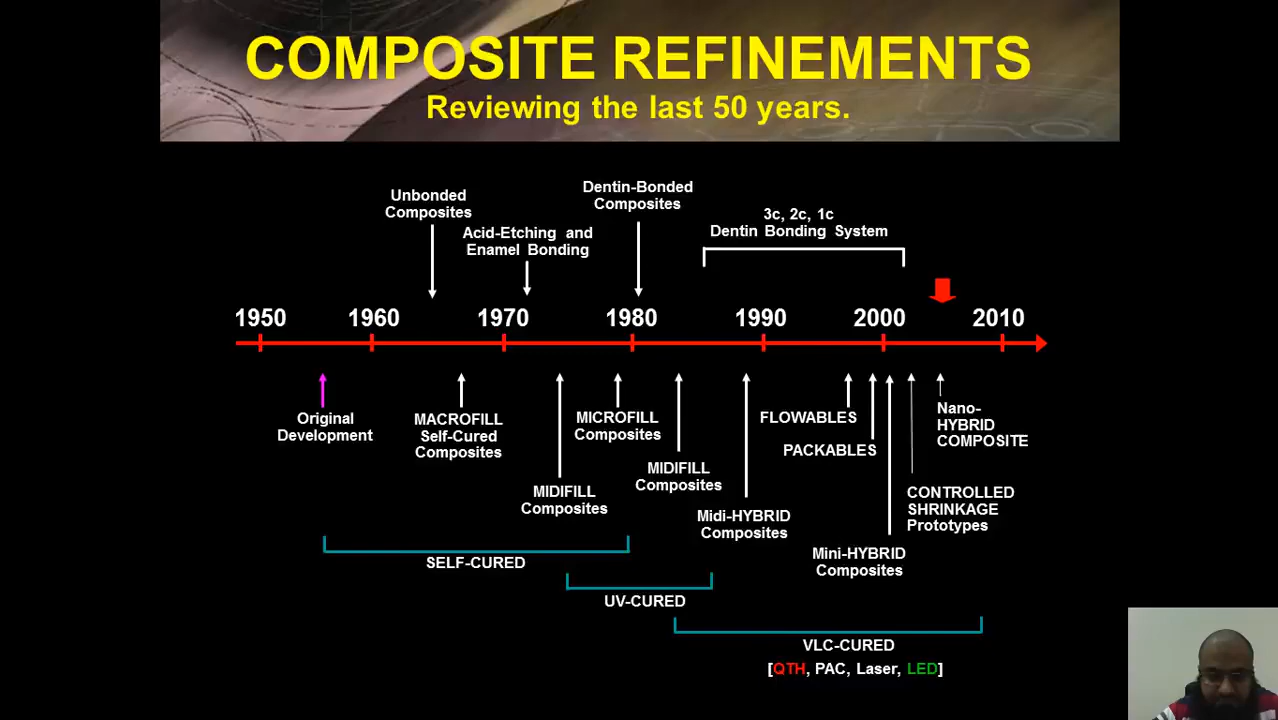 COMPOSITE REFINEMENTS
Reviewing the last 50 years.
Unbonded
Composites
Acid-Etching and
Enamel Bonding
Dentin-Bonded
Composites
3c, 2c, 1c
Dentin Bonding System
1950
1960
1970
1980
1990
2000
2010
Original
Development
MACROFILL
Self-Cured
Composites
MIDIFILL
Composites
MICROFILL
Composites
MIDIFILL
Composites
Midi-HYBRID
Composites
FLOWABLES
PACKABLES
Mini-HYBRID
Composites
CONTROLLED
SHRINKAGE
Prototypes
Nano-
HYBRID
COMPOSITE
SELF-CURED
UV-CURED
VLC-CURED
[QTH, PAC, Laser, LED]